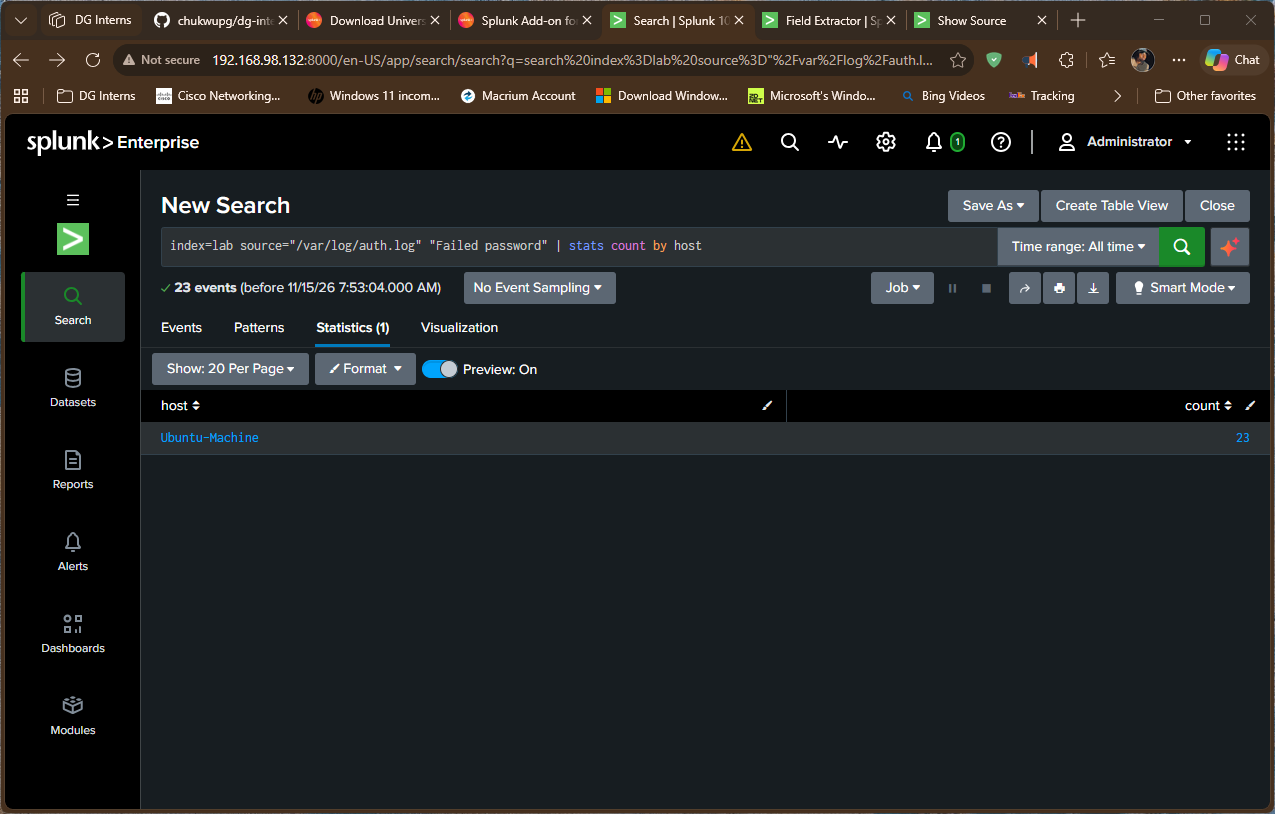 DG Interns
chukwupg/dg-inte
Download Univers
Splunk Add-on fo
Search | Splunk 10
Field Extractor | Sp
Show Source
Not secure
192.168.98.132:8000/en-US/app/search/search?q=search%20index%3Dlab%20source%3D"%2Fvar%2Flog%2Fauth.l...
Chat
DG Interns
Cisco Networking...
Windows 11 incom...
Macrium Account
Download Window...
Microsoft's Windo...
Bing Videos
Tracking
Other favorites
splunk>Enterprise
1
Administrator
New Search
Save As
Create Table View
Close
index=lab source="/var/log/auth.log" "Failed password" | stats count by host
Time range: All time
23 events (before 11/15/26 7:53:04.000 AM)
No Event Sampling
Job
Smart Mode
Search
Events
Patterns
Statistics (1)
Visualization
Show: 20 Per Page
Format
Preview: On
Datasets
host
count
Ubuntu-Machine
23
Reports
Alerts
Dashboards
Modules